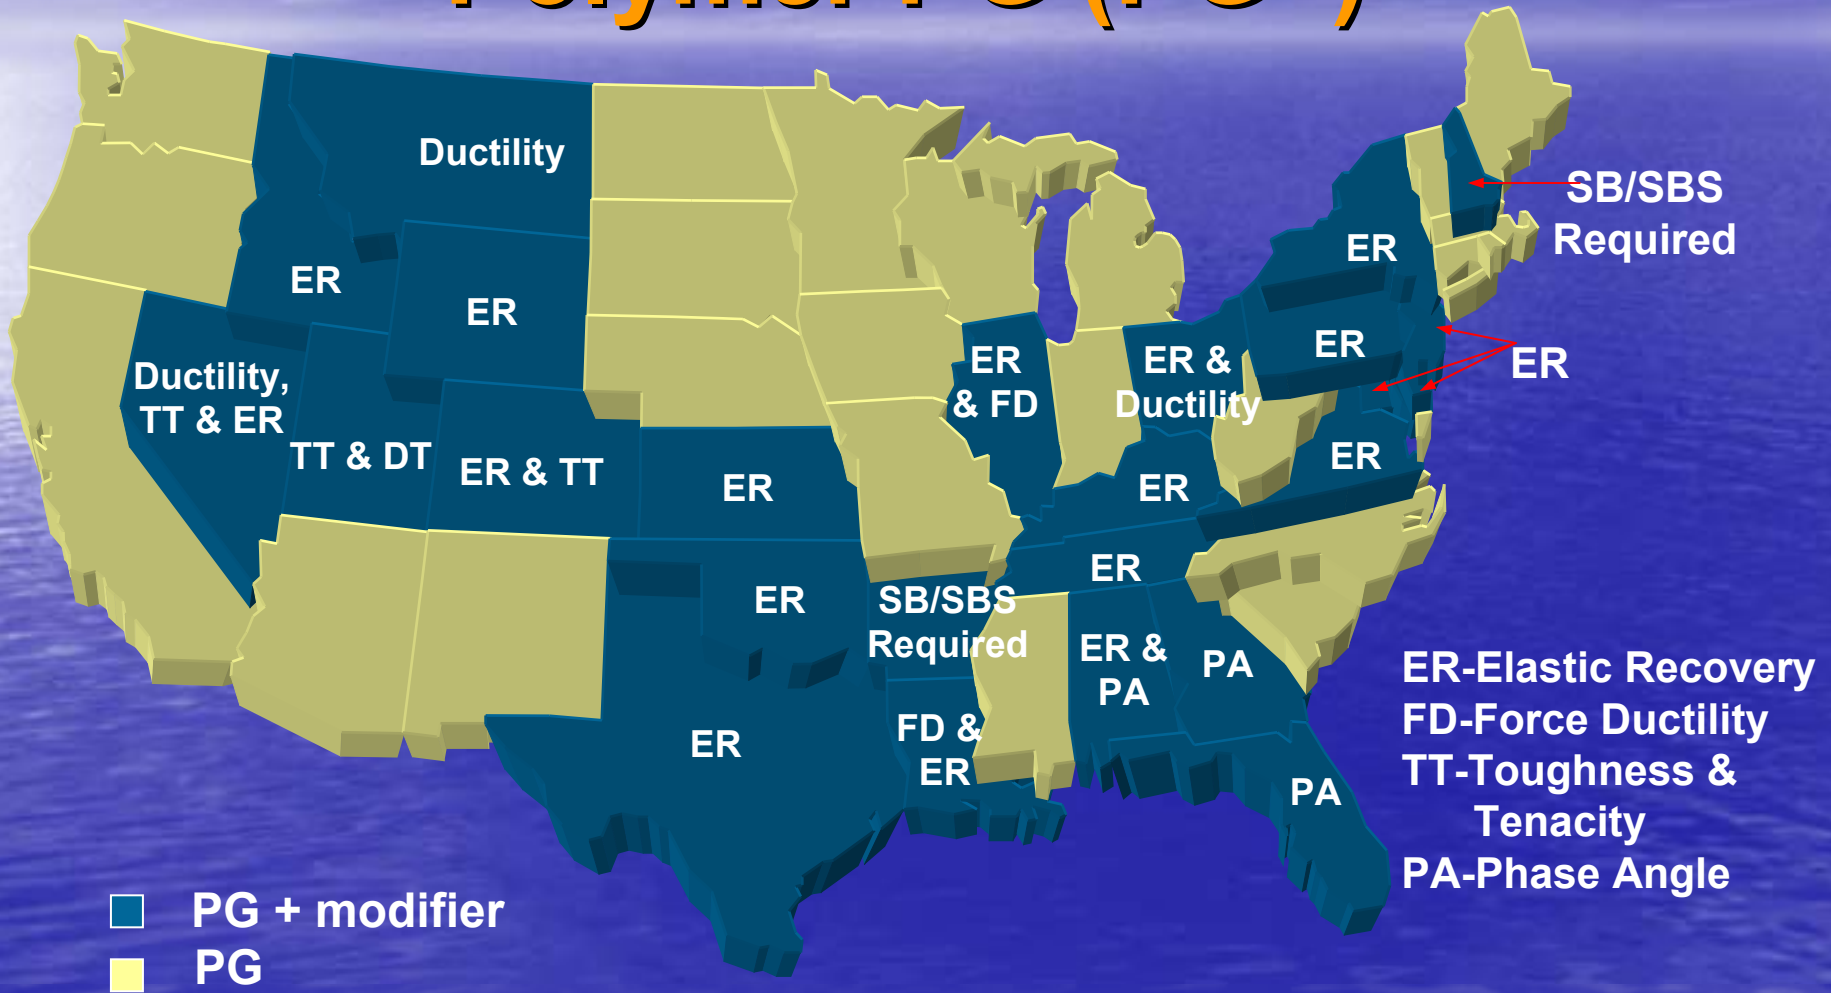 Ductility
SB/SBS
Required
ER
ER
ER
ER
ER
& FD
ER &
Ductility
ER
Ductility,
TT & ER
TT & DT
ER & TT
ER
ER
ER
ER
ER
SB/SBS
Required
ER &
PA
PA
ER
FD &
ER
PA
ER-Elastic Recovery
FD-Force Ductility
TT-Toughness &
Tenacity
PA-Phase Angle
PG + modifier
PG